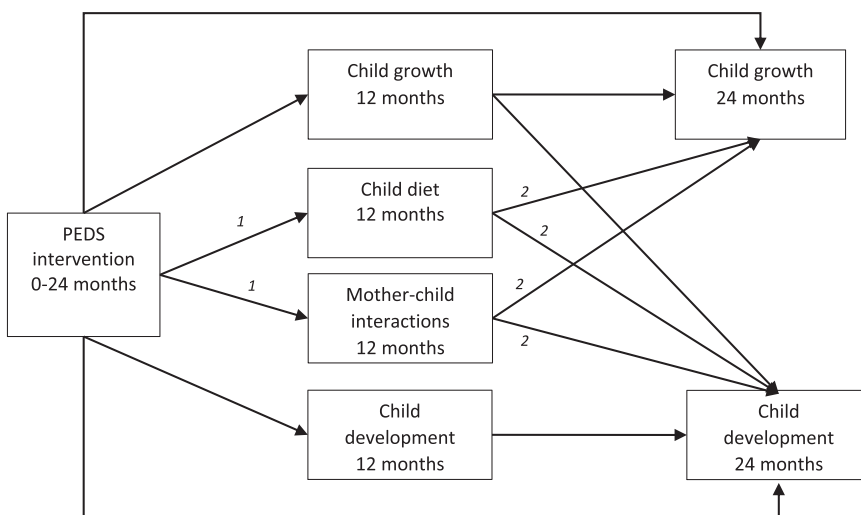 PEDS
intervention
0-24 months
Child growth
12 months
Child diet
12 months
Mother-child
interactions
12 months
Child
development
12 months
Child growth
24 months
Child
development
24 months
1
1
2
2
2
2